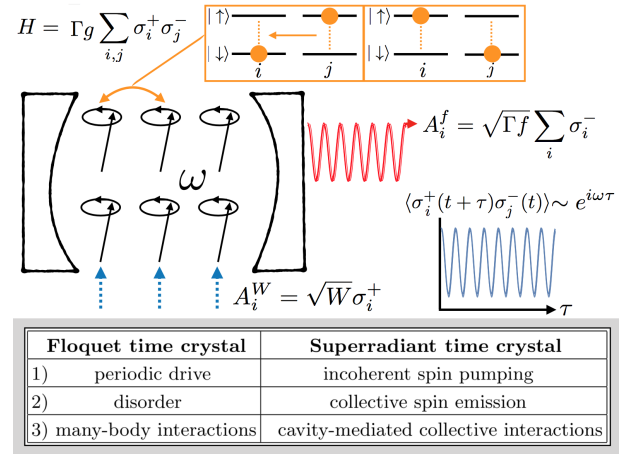 H = Γg ∑_{i,j} σ_i^+ σ_j^-
|↑⟩ |↑⟩
|↓⟩ |↓⟩
i j i j
A_i^f = √(Γf) ∑_i σ_i^-
ω
⟨σ_i^+(t + τ)σ_j^-(t)⟩ ~ e^{iωτ}
A_i^W = √W σ_i^+
τ
Floquet time crystal Superradiant time crystal
1) periodic drive incoherent spin pumping
2) disorder collective spin emission
3) many-body interactions cavity-mediated collective interactions